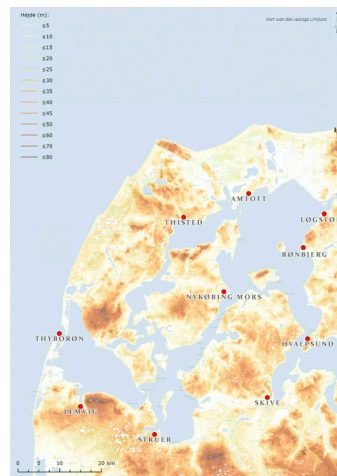 Højde (m):
≤5
≤10
≤15
≤20
≤25
≤30
≤35
≤40
≤45
≤50
≤60
≤70
≤80
Kort over den vestlige Limfjord.
AMTOFT
THISTED
LØGSTØ
RØNBJERG
NYKØBING MORS
THYBORØN
HVALPSUND
LEMVIG
SKIVE
STRUER
0 5 10 20 km